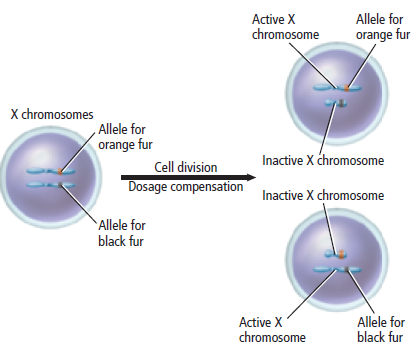 Active X
chromosome
Allele for
orange fur
X chromosomes
Allele for
orange fur
Cell division
Dosage compensation
Inactive X chromosome
Inactive X chromosome
Allele for
black fur
Active X
chromosome
Allele for
black fur